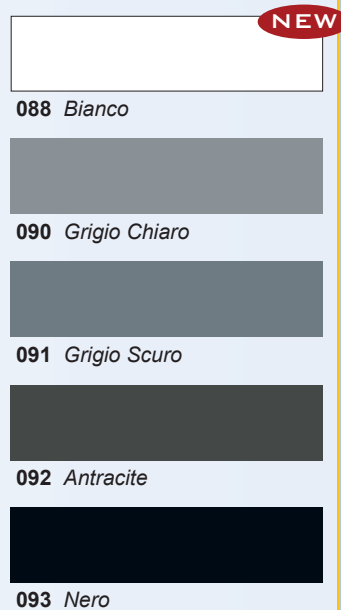 NEW
088 Bianco
090 Grigio Chiaro
091 Grigio Scuro
092 Antracite
093 Nero